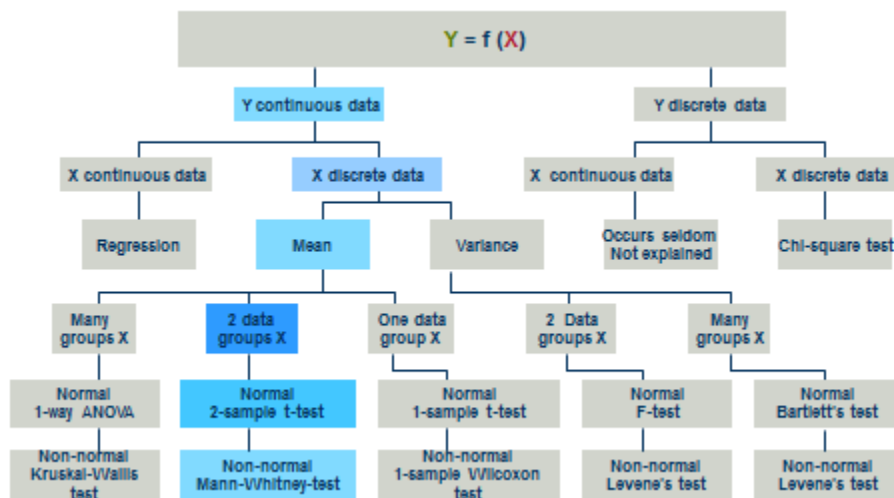 Y = f (X)
Y continuous data
Y discrete data
X continuous data
X discrete data
X continuous data
X discrete data
Regression
Mean
Variance
Occurs seldom
Not explained
Chi-square test
Many
groups X
2 data
groups X
One data
group X
2 Data
groups X
Many
groups X
Normal
1-way ANOVA
Normal
2-sample t-test
Normal
1-sample t-test
Normal
F-test
Normal
Bartlett's test
Non-normal
Kruskal-Wallis
test
Non-normal
Mann-Whitney-test
Non-normal
1-sample Wilcoxon
test
Non-normal
Levene's test
Non-normal
Levene's test